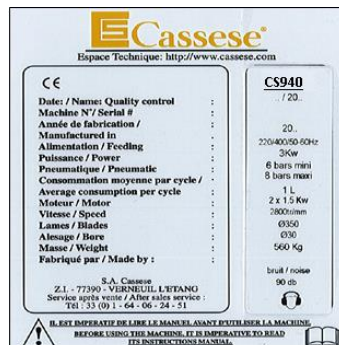 Cassese®
Espace Technique: http://www.cassese.com
CE
CS940
Date: / Name: Quality control : .. / 20..
Machine N°/ Serial # :
Année de fabrication / :
Manufactured in : 20..
Alimentation / Feeding : 220/400/50-60Hz
Puissance / Power : 3Kw
Pneumatique / Pneumatic : 6 bars mini
Consommation moyenne par cycle / : 8 bars maxi
Average consumption per cycle : 1 L
Moteur / Motor : 2 x 1.5 Kw
Vitesse / Speed : 2800tr/mm
Lames / Blades : Ø350
Alesage / Bore : Ø30
Masse / Weight : 560 Kg
Fabriqué par / Made by :
S.A. Cassese
Z.I. - 77390 - VERNEUIL L'ETANG
Service après vente / After sales service :
Tél : 33 (0) 1 - 64 - 06 - 24 - 51
bruit / noise
90 db
IL EST IMPERATIF DE LIRE LE MANUEL AVANT D'UTILISER LA MACHINE
BEFORE USING THE MACHINE, IT IS IMPERATIVE TO READ
ITS INSTRUCTIONS MANUAL.